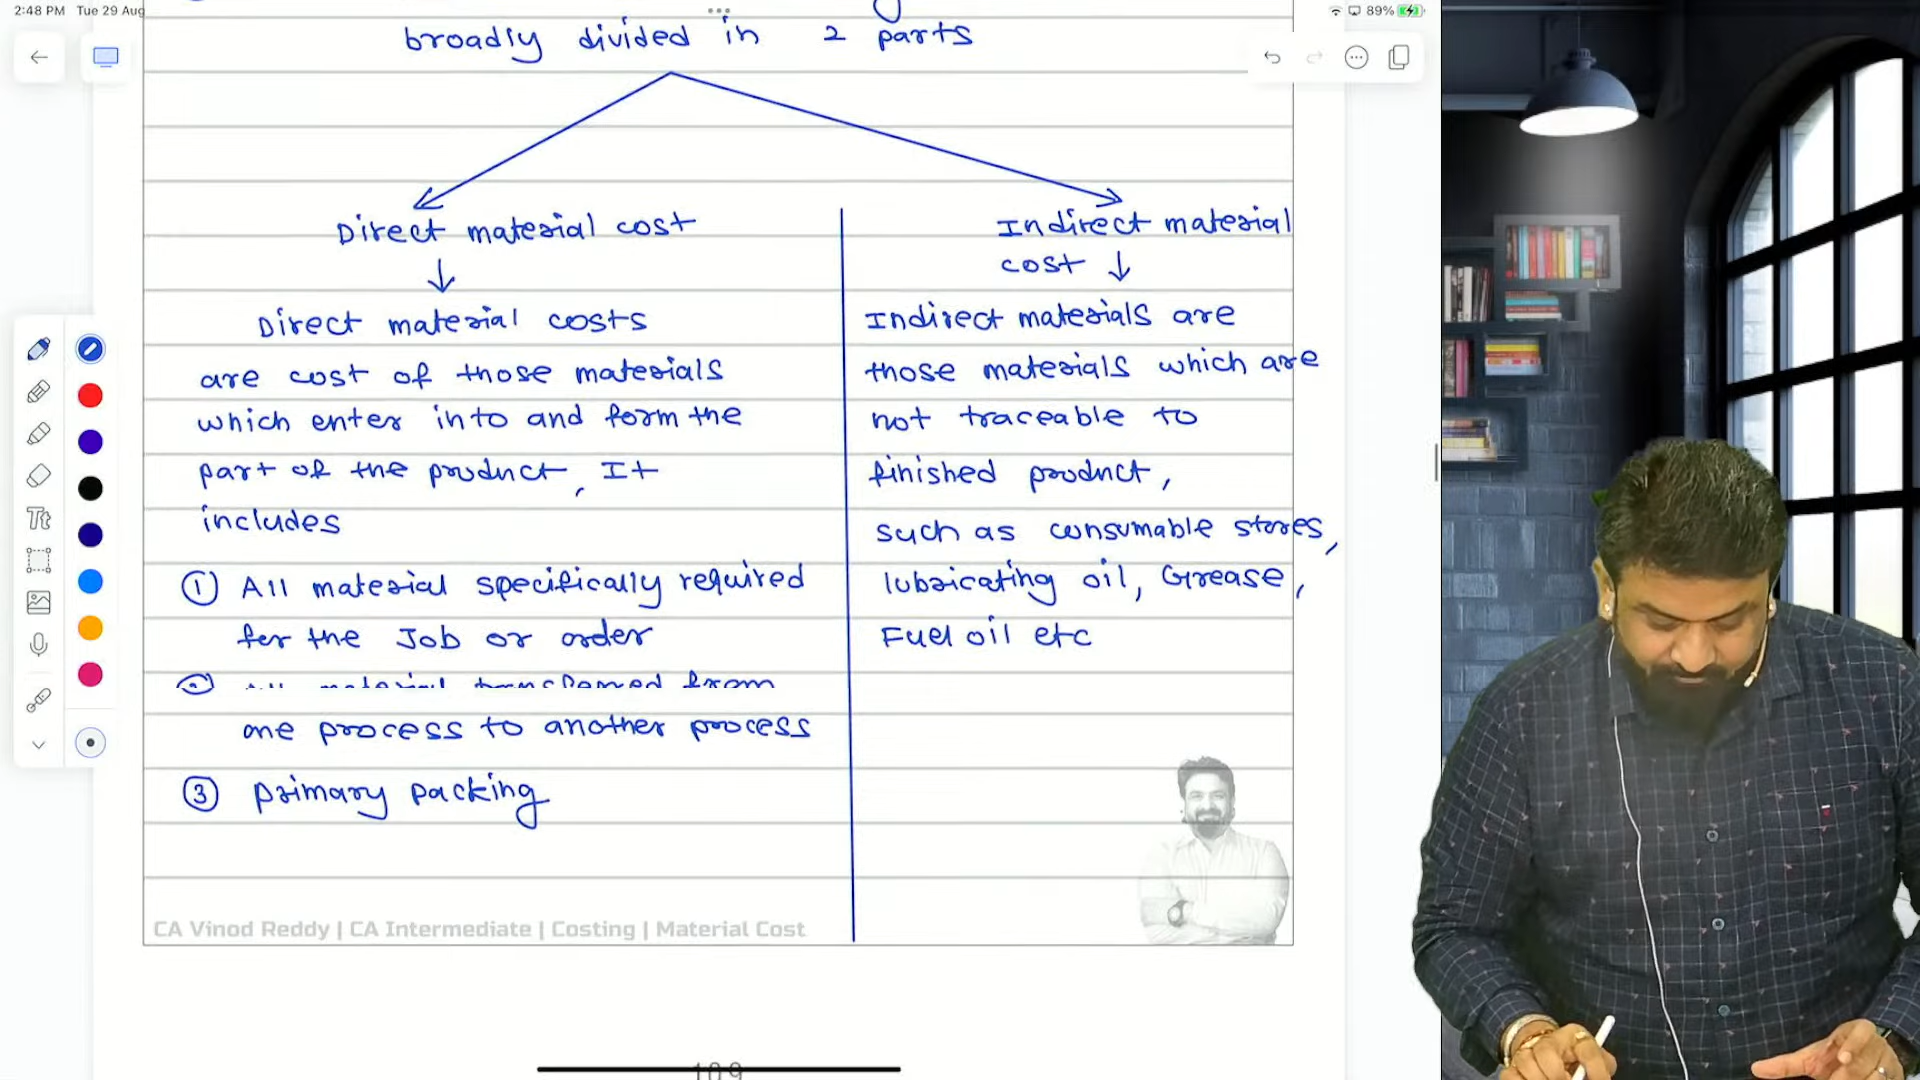 2:48 PM Tue 29 Aug
89%
broadly divided in 2 parts
Direct material cost
Direct material costs
are cost of those materials
which enter into and form the
part of the product, It
includes
① All material specifically required
for the Job or order
one process to another process
③ primary packing
Indirect material
cost
Indirect materials are
those materials which are
not traceable to
finished product,
such as consumable stores,
lubricating oil, Grease,
Fuel oil etc
Tt
CA Vinod Reddy | CA Intermediate | Costing | Material Cost